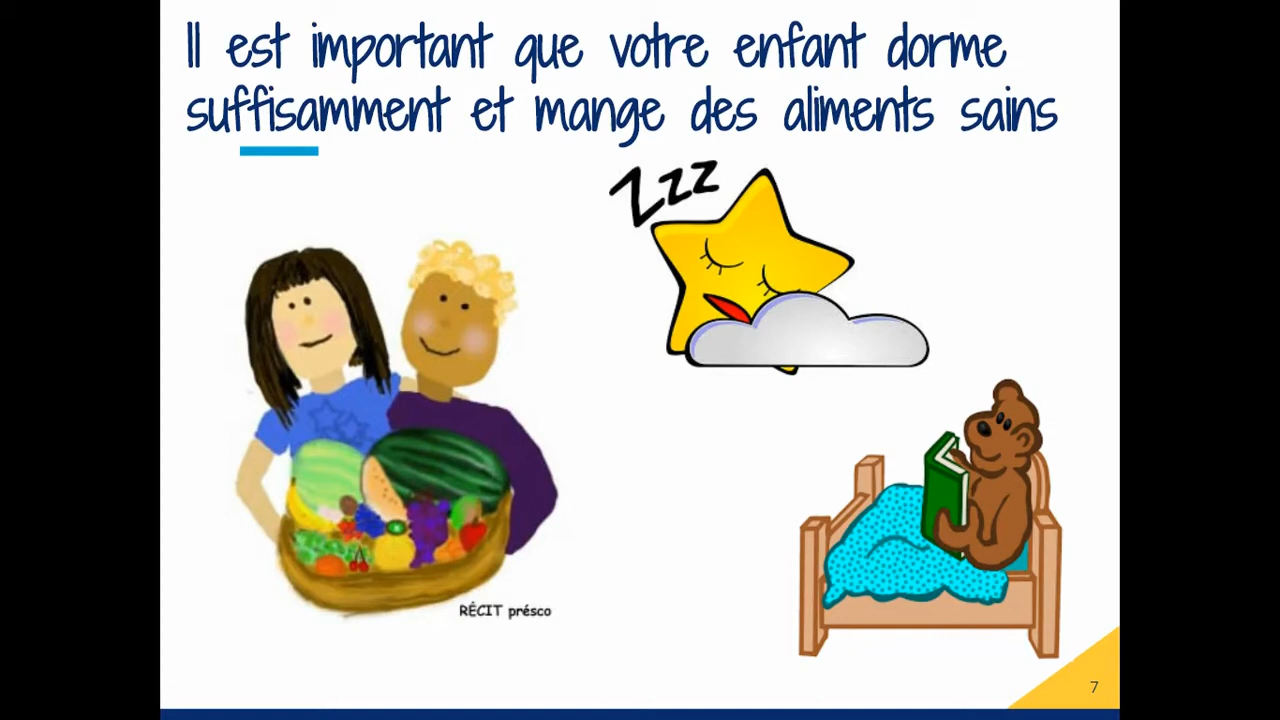 Il est important que votre enfant dorme
suffisamment et mange des aliments sains
Zzz
RÉCIT présco
7